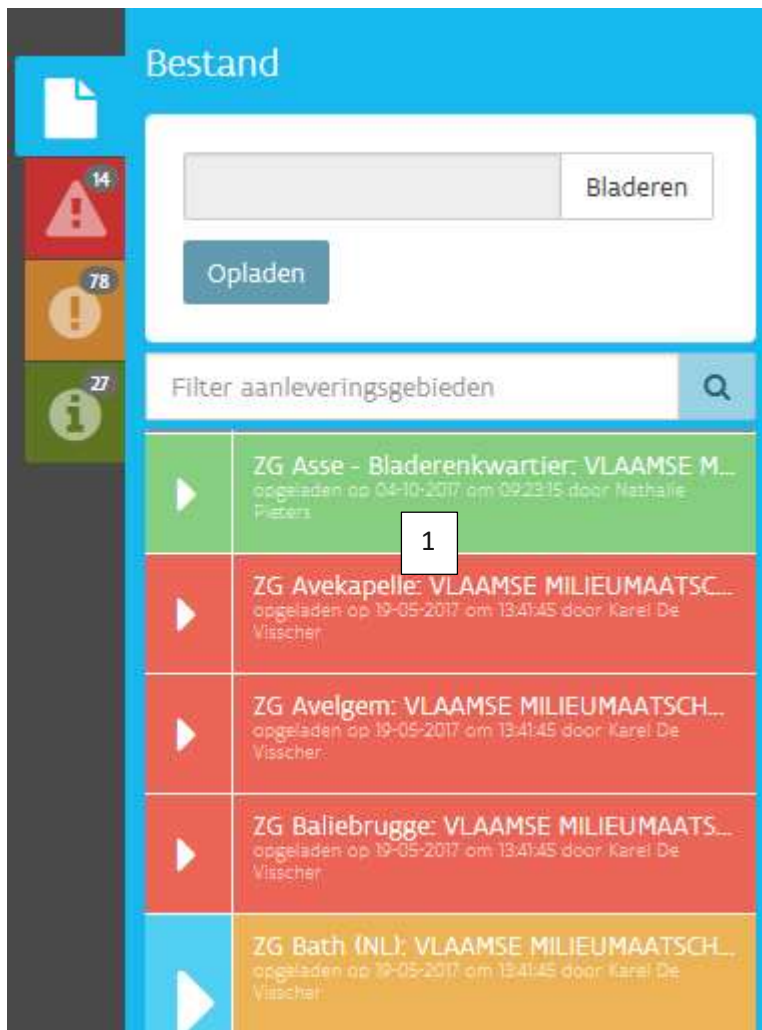 Bestand
Bladeren
Opladen
14
78
27
Filter aanleveringsgebieden
ZG Asse - Bladerenkwartier: VLAAMSE M...
opgeladen op 04-10-2017 om 09:23:15 door Nathalie
Pieters
1
ZG Avekapelle: VLAAMSE MILIEUMAATSC...
opgeladen op 19-05-2017 om 13:41:45 door Karel De
Visscher
ZG Avelgem: VLAAMSE MILIEUMAATSCH...
opgeladen op 19-05-2017 om 13:41:45 door Karel De
Visscher
ZG Baliebrugge: VLAAMSE MILIEUMAATS...
opgeladen op 19-05-2017 om 13:41:45 door Karel De
Visscher
ZG Bath (NL): VLAAMSE MILIEUMAATSCH...
opgeladen op 19-05-2017 om 13:41:45 door Karel De
Visscher